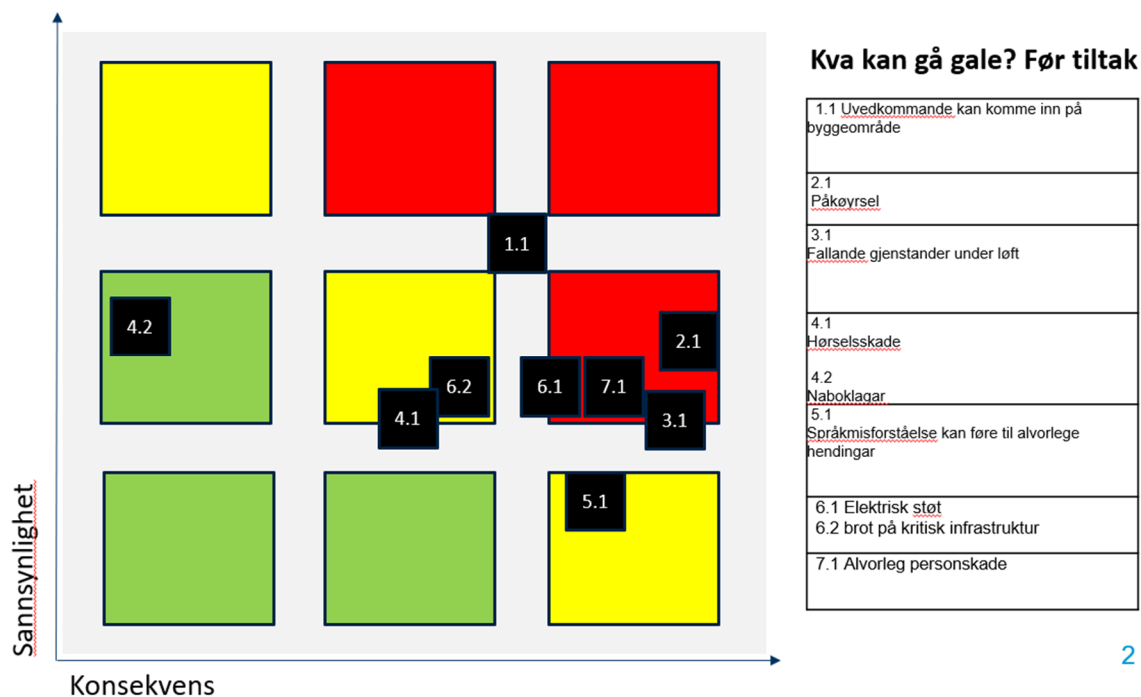 Kva kan gå gale? Før tiltak
1.1
4.2
2.1
6.2
6.1
7.1
4.1
3.1
5.1
Sannsynlighet
Konsekvens
1.1 Uvedkommande kan komme inn på
byggeområde
2.1
Påkøyrsel
3.1
Fallande gjenstander under løft
4.1
Hørselsskade
4.2
Naboklagar
5.1
Språkmisforståelse kan føre til alvorlege
hendingar
6.1 Elektrisk støt
6.2 brot på kritisk infrastruktur
7.1 Alvorleg personskade
2